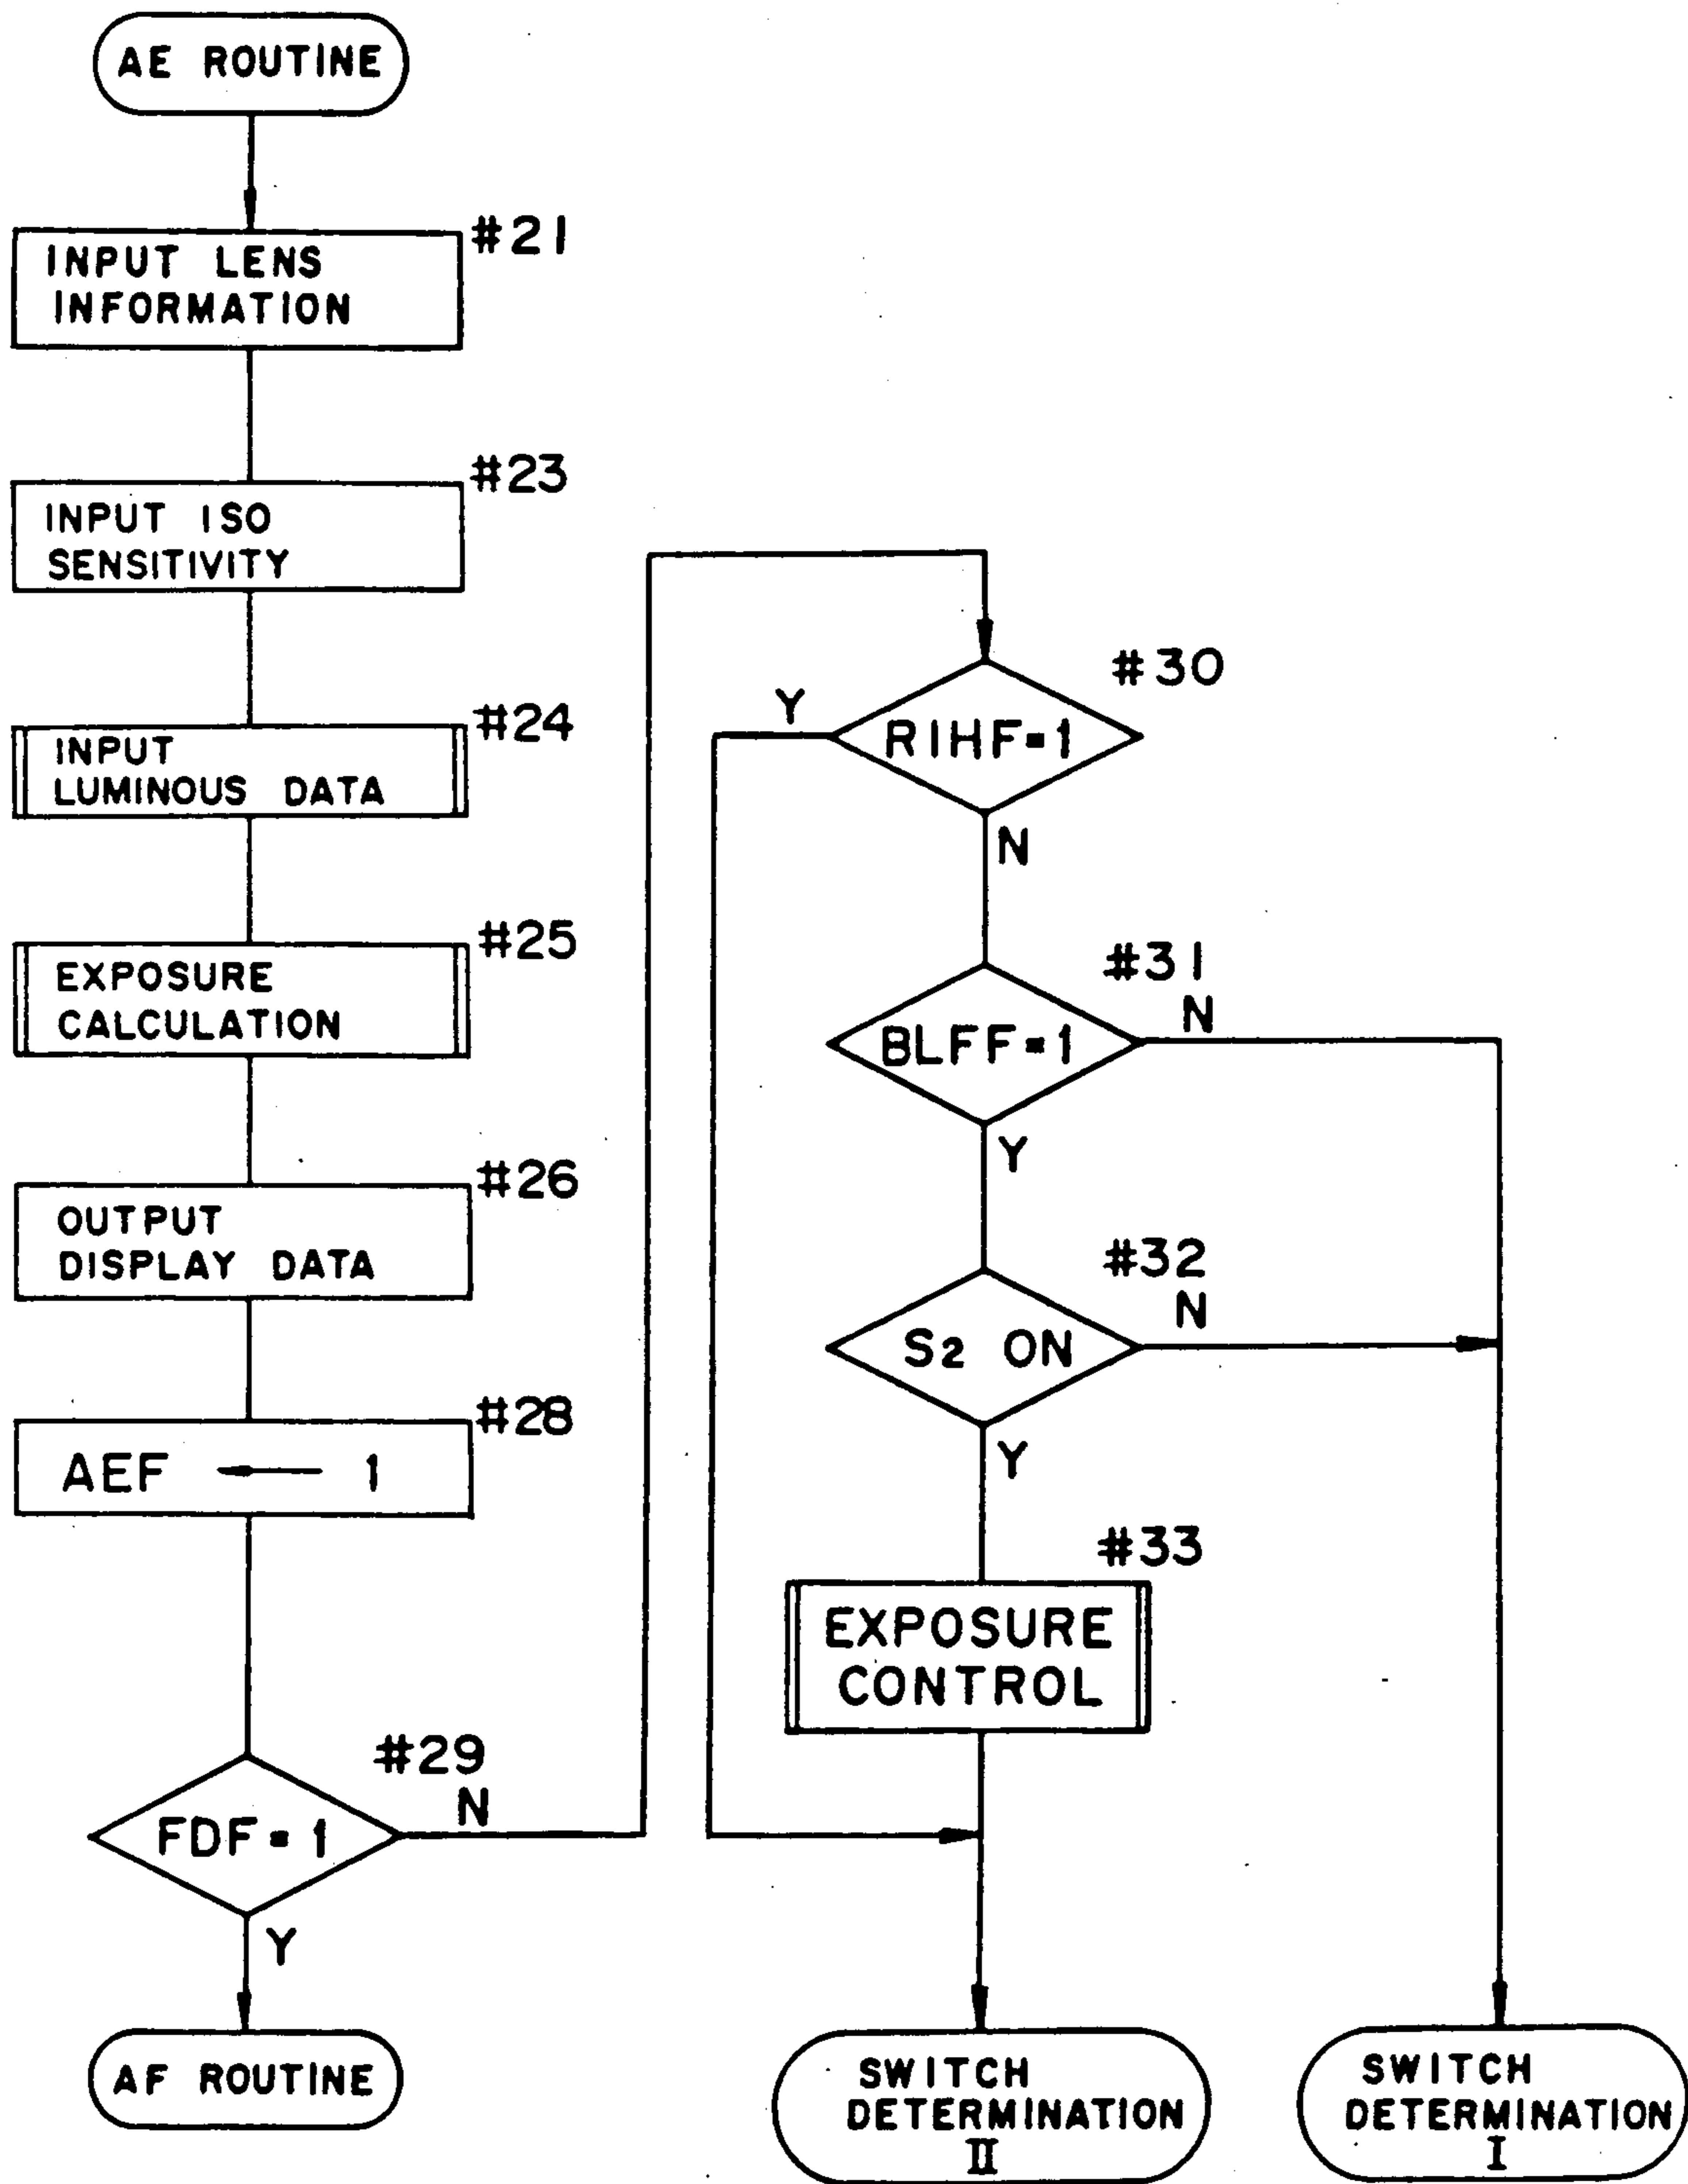 AE ROUTINE
#21
INPUT LENS
INFORMATION
#23
INPUT ISO
SENSITIVITY
#24
INPUT
LUMINOUS DATA
#25
EXPOSURE
CALCULATION
#26
OUTPUT
DISPLAY DATA
#28
AEF ← 1
#29
N
FDF=1
Y
AF ROUTINE
#30
Y
RIHF=1
N
#31
N
BLFF=1
Y
#32
N
S2 ON
Y
#33
EXPOSURE
CONTROL
SWITCH
DETERMINATION
II
SWITCH
DETERMINATION
I